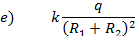 e) k q/(R₁ + R₂)²